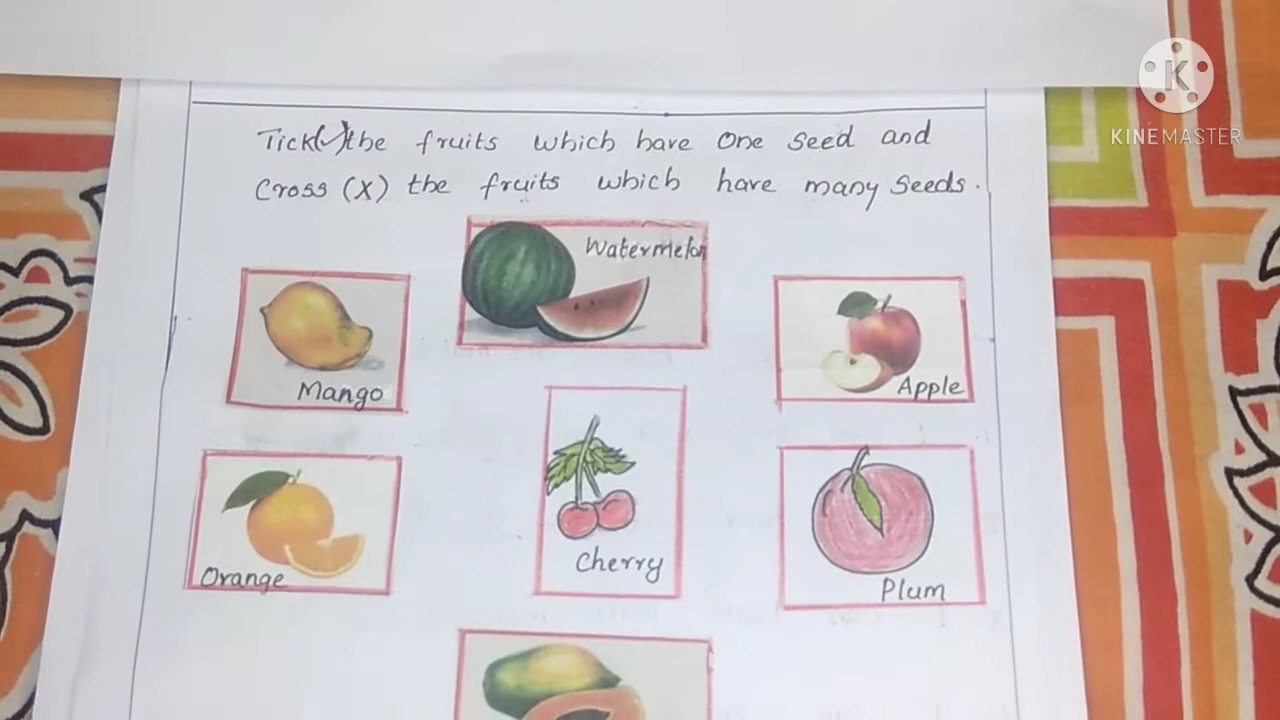 Tick(✓)the fruits which have one seed and
Cross (X) the fruits which have many seeds.
Watermelon
Mango
Apple
Orange
Cherry
Plum
K
KINEMASTER